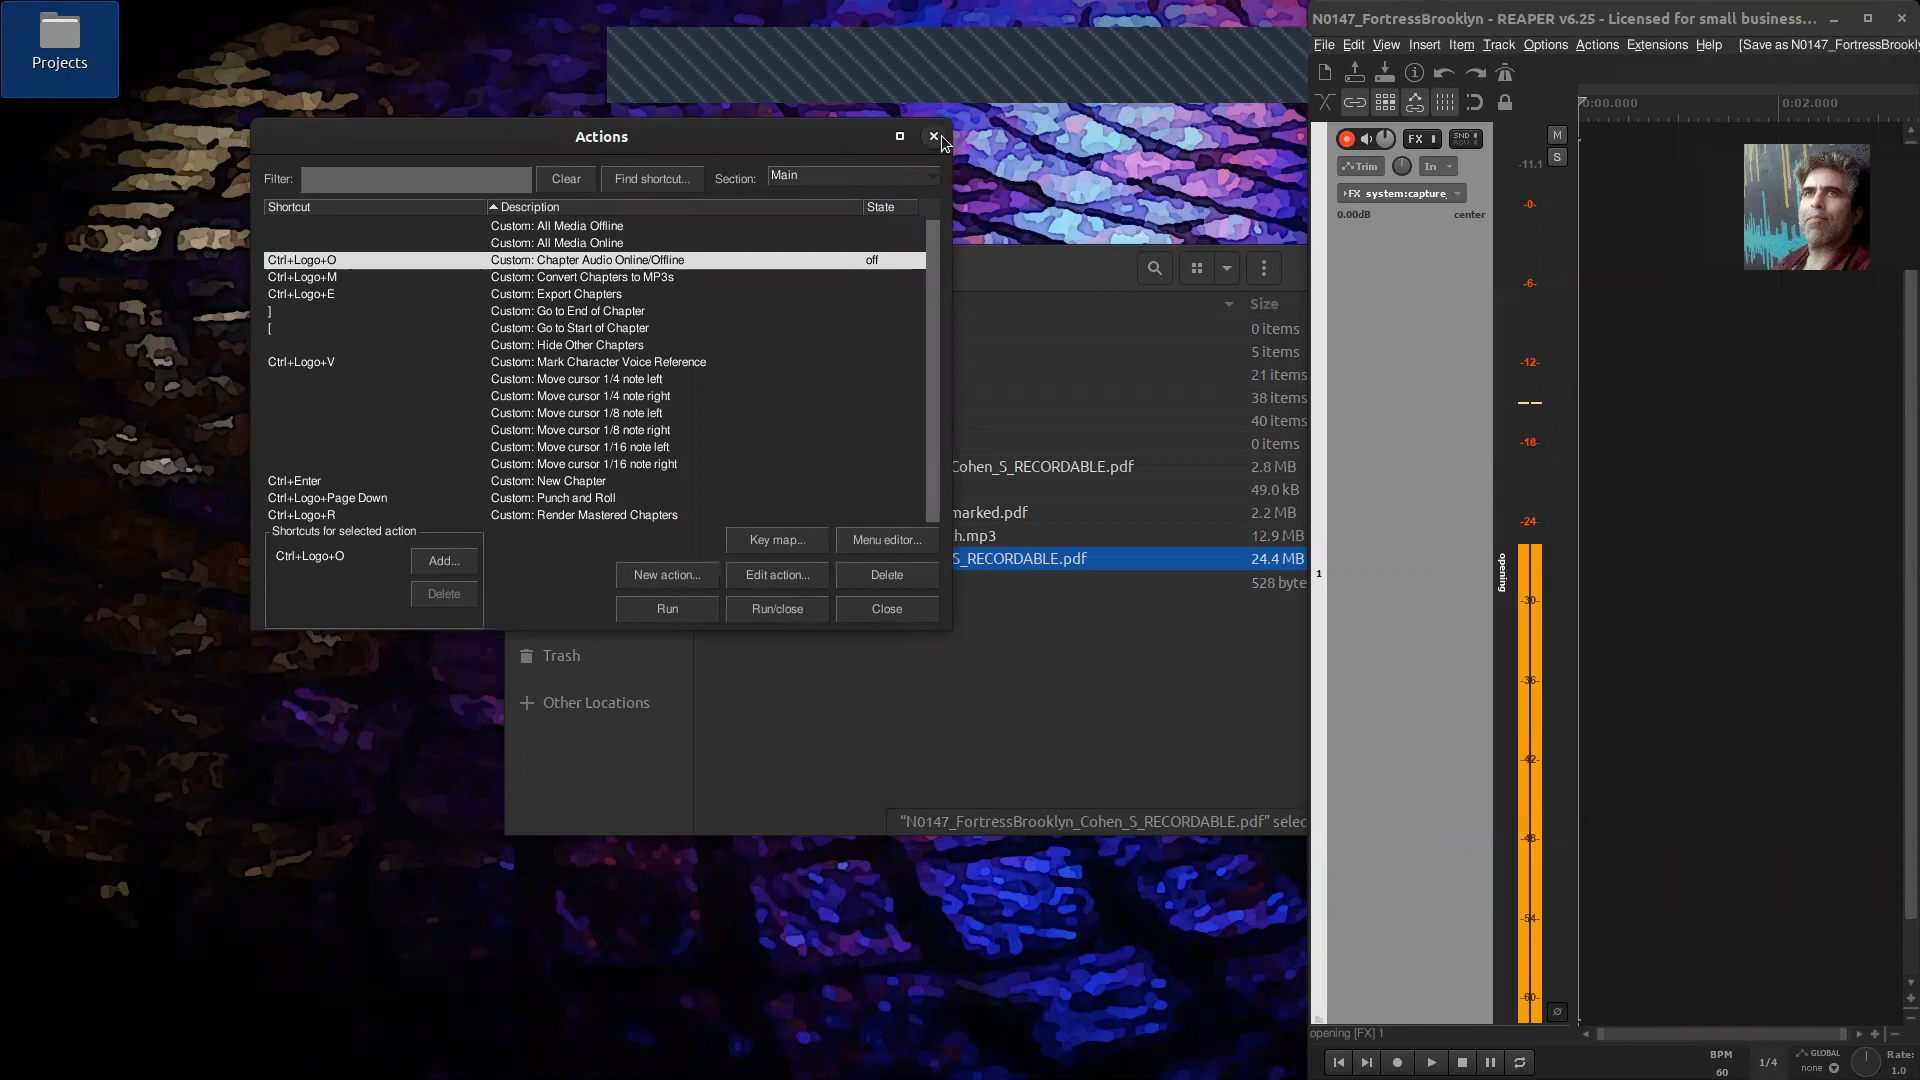 Projects
Actions
Filter:
Clear
Find shortcut...
Section:
Main
Shortcut
Description
State
Custom: All Media Offline
Custom: All Media Online
Ctrl+Logo+O Custom: Chapter Audio Online/Offline off
Ctrl+Logo+M Custom: Convert Chapters to MP3s
Ctrl+Logo+E Custom: Export Chapters
] Custom: Go to End of Chapter
[ Custom: Go to Start of Chapter
Custom: Hide Other Chapters
Ctrl+Logo+V Custom: Mark Character Voice Reference
Custom: Move cursor 1/4 note left
Custom: Move cursor 1/4 note right
Custom: Move cursor 1/8 note left
Custom: Move cursor 1/8 note right
Custom: Move cursor 1/16 note left
Custom: Move cursor 1/16 note right
Ctrl+Enter Custom: New Chapter
Ctrl+Logo+Page Down Custom: Punch and Roll
Ctrl+Logo+R Custom: Render Mastered Chapters
Shortcuts for selected action
Ctrl+Logo+O
Add...
Delete
Key map...
Menu editor...
New action...
Edit action...
Delete
Run
Run/close
Close
Size
0 items
5 items
21 items
38 items
40 items
0 items
Cohen_S_RECORDABLE.pdf 2.8 MB
49.0 kB
marked.pdf 2.2 MB
h.mp3 12.9 MB
S_RECORDABLE.pdf 24.4 MB
528 byte
Trash
Other Locations
“N0147_FortressBrooklyn_Cohen_S_RECORDABLE.pdf” selec
N0147_FortressBrooklyn - REAPER v6.25 - Licensed for small business...
File Edit View Insert Item Track Options Actions Extensions Help [Save as N0147_FortressBrookly
0:00.000 0:02.000
FX
SND
RCV
M
S
Trim
In
FX system:capture_
0.00dB center
-11.1
-0-
-6-
-12-
-18-
-24-
-30-
-36-
-42-
-48-
-54-
-60-
1
opening
opening [FX] 1
BPM
60
1/4
GLOBAL
none
Rate:
1.0